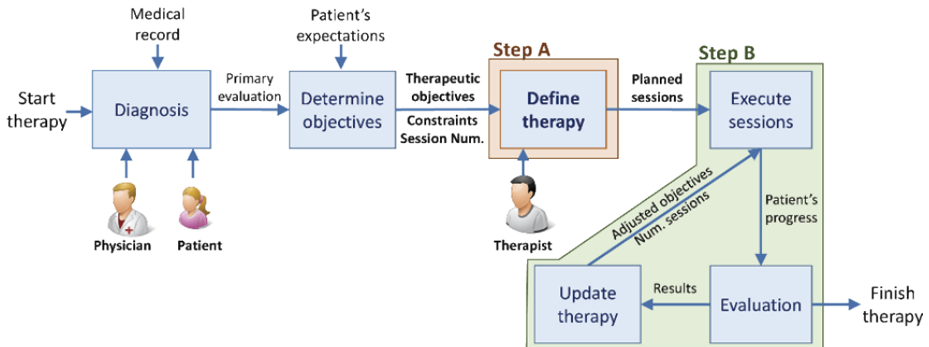 Medical
record
Patient's
expectations
Step A
Step B
Start
therapy
Diagnosis
Primary
evaluation
Determine
objectives
Therapeutic
objectives
Constraints
Session Num.
Define
therapy
Planned
sessions
Execute
sessions
Physician
Patient
Therapist
Adjusted objectives
Num. sessions
Patient's
progress
Update
therapy
Results
Evaluation
Finish
therapy